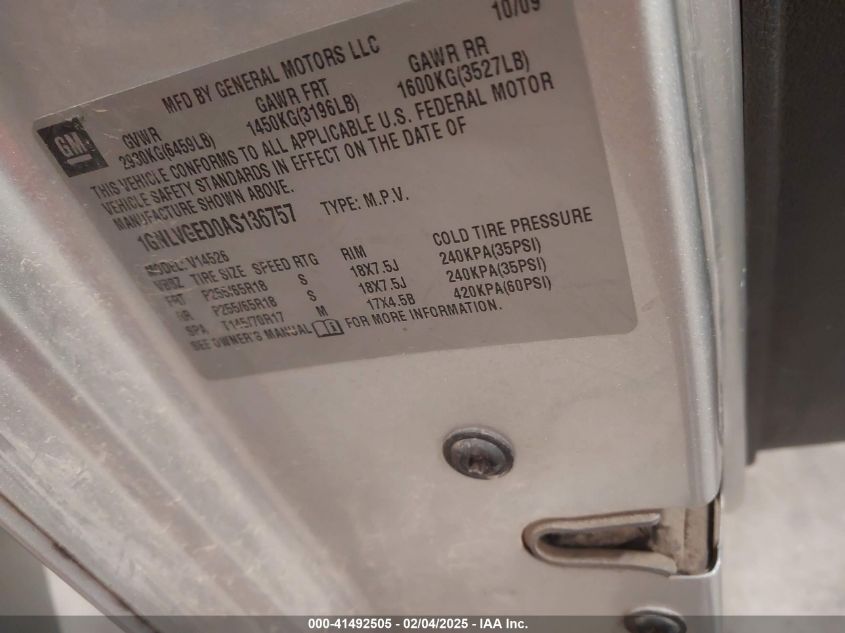 10/09
MFD BY GENERAL MOTORS LLC
GM
GVWR GAWR FRT GAWR RR
2930KG(6459LB) 1450KG(3196LB) 1600KG(3527LB)
THIS VEHICLE CONFORMS TO ALL APPLICABLE U.S. FEDERAL MOTOR
VEHICLE SAFETY STANDARDS IN EFFECT ON THE DATE OF
MANUFACTURE SHOWN ABOVE.
1GNLVGED0AS136757 TYPE: M.P.V.
MODEL: V14526
TIRE SIZE SPEED RTG RIM COLD TIRE PRESSURE
FRT P255/65R18 S 18X7.5J 240KPA(35PSI)
RR P255/65R18 S 18X7.5J 240KPA(35PSI)
SPA T145/70R17 M 17X4.5B 420KPA(60PSI)
SEE OWNER'S MANUAL FOR MORE INFORMATION.
000-41492505 - 02/04/2025 - IAA Inc.